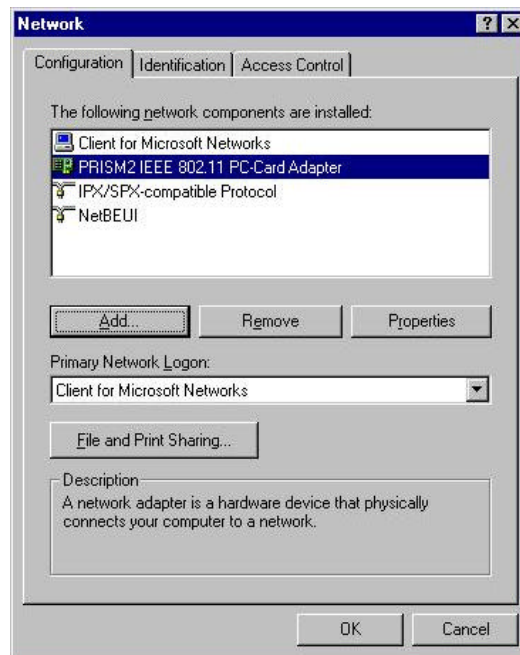 Network
Configuration Identification Access Control
The following network components are installed:
Client for Microsoft Networks
PRISM2 IEEE 802.11 PC-Card Adapter
IPX/SPX-compatible Protocol
NetBEUI
Add... Remove Properties
Primary Network Logon:
Client for Microsoft Networks
File and Print Sharing...
Description
A network adapter is a hardware device that physically
connects your computer to a network.
OK Cancel